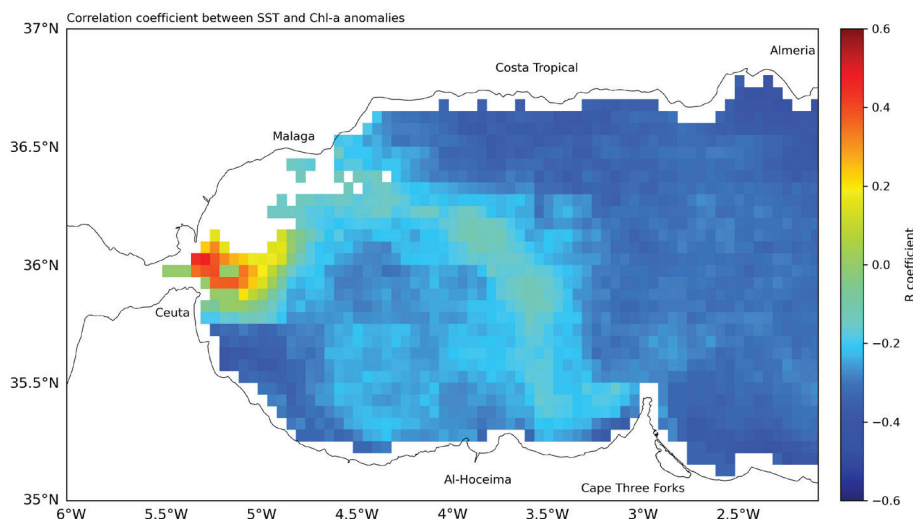 Correlation coefficient between SST and Chl-a anomalies
37°N
0.6
Almeria
Costa Tropical
0.4
36.5°N
Malaga
0.2
36°N
0.0
R coefficient
Ceuta
−0.2
35.5°N
−0.4
Al-Hoceima
Cape Three Forks
35°N
−0.6
6°W
5.5°W
5°W
4.5°W
4°W
3.5°W
3°W
2.5°W